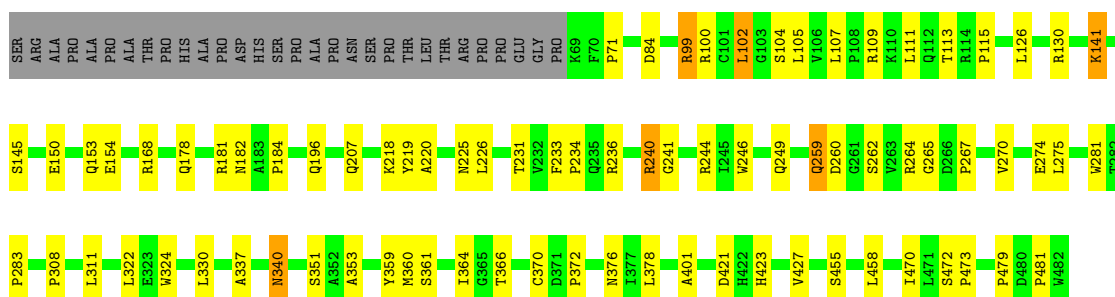 SER ARG ALA PRO ALA PRO ALA THR PRO HIS ALA PRO ASP HIS SER PRO ALA PRO ASN SER PRO THR LEU THR ARG PRO PRO GLU GLY PRO K69 F70 P71 D84 R99 R100 C101 L102 G103 S104 L105 V106 L107 P108 R109 K110 L111 Q112 T113 R114 P115 L126 R130 K141
S145 E150 Q153 E154 R168 Q178 R181 N182 A183 P184 Q196 Q207 K218 Y219 A220 N225 L226 T231 V232 F233 P234 Q235 R236 R240 G241 R244 I245 W246 Q249 Q259 D260 G261 S262 V263 R264 G265 D266 P267 V270 E274 L275 W281 T282
P283 P308 L311 L322 E323 W324 L330 A337 N340 S351 A352 A353 Y359 M360 S361 I364 G365 T366 C370 D371 P372 N376 I377 L378 A401 D421 H422 H423 V427 S455 L458 I470 L471 S472 P473 P479 D480 P481 W482